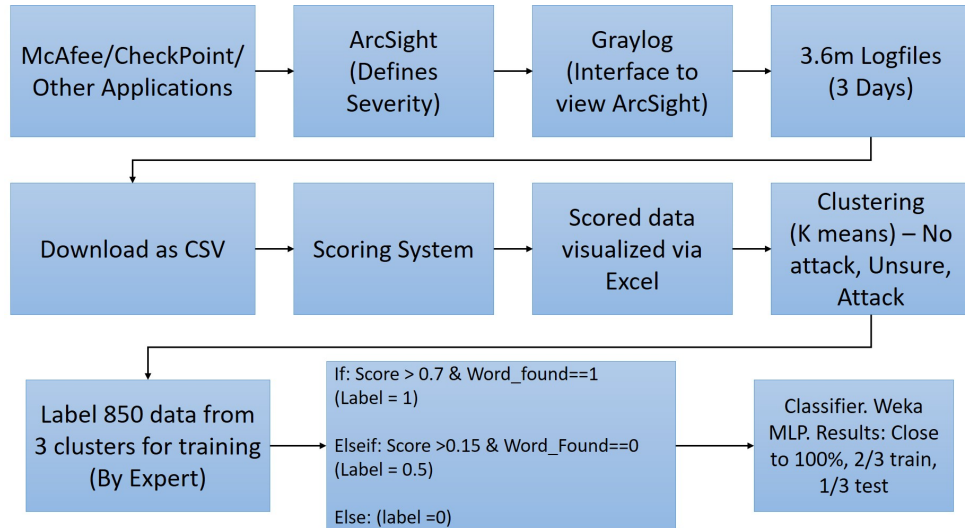 McAfee/CheckPoint/
Other Applications
ArcSight
(Defines
Severity)
Graylog
(Interface to
view ArcSight)
3.6m Logfiles
(3 Days)
Download as CSV
Scoring System
Scored data
visualized via
Excel
Clustering
(K means) – No
attack, Unsure,
Attack
Label 850 data from
3 clusters for training
(By Expert)
If: Score > 0.7 & Word_found==1
(Label = 1)
Elseif: Score >0.15 & Word_Found==0
(Label = 0.5)
Else: (label =0)
Classifier. Weka
MLP. Results: Close
to 100%, 2/3 train,
1/3 test